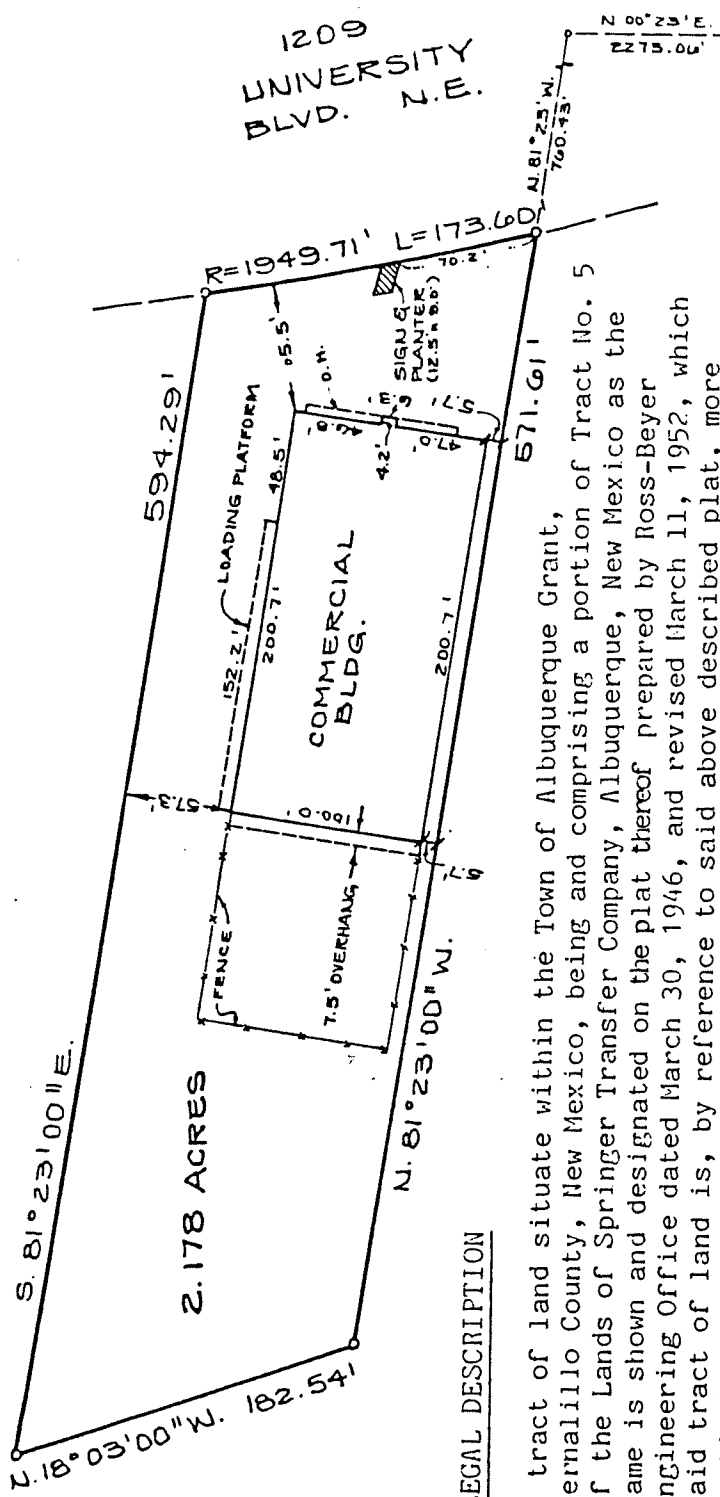 1209
UNIVERSITY
BLVD. N.E.
N 00°23'E.
2275.06'
N. 81°23'W.
760.43'
R=1949.71' L=173.60
70.2'
SIGN &
PLANTER
(12.5' x 5.0')
O.H.
594.29'
LOADING PLATFORM
48.5'
46.0'
4.2'
47.0'
5.7'
571.61'
152.2'
200.7'
COMMERCIAL
BLDG.
200.7'
57.3'
100.0'
FENCE
7.5' OVERHANG
S. 81°23'00"E.
2.178 ACRES
N. 81°23'00"W.
N. 18°03'00"W. 182.54'
EGAL DESCRIPTION
tract of land situate within the Town of Albuquerque Grant,
ernalillo County, New Mexico, being and comprising a portion of Tract No. 5
f the Lands of Springer Transfer Company, Albuquerque, New Mexico as the
ame is shown and designated on the plat thereof prepared by Ross-Beyer
ngineering Office dated March 30, 1946, and revised March 11, 1952, which
aid tract of land is, by reference to said above described plat, more